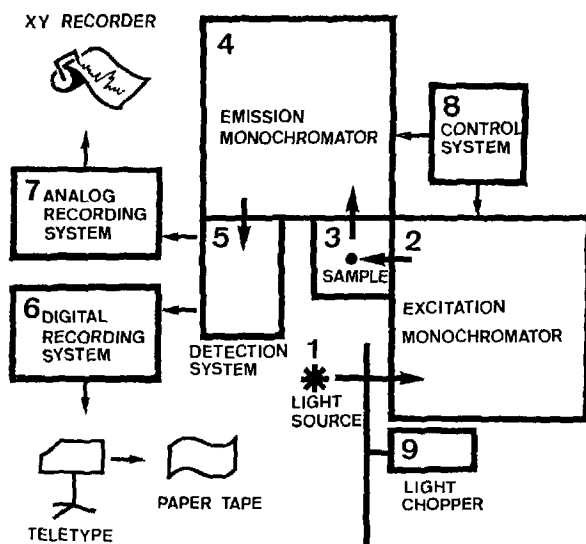 XY RECORDER
4
EMISSION
MONOCHROMATOR
8
CONTROL
SYSTEM
7 ANALOG
RECORDING
SYSTEM
5
3
SAMPLE
2
EXCITATION
MONOCHROMATOR
6 DIGITAL
RECORDING
SYSTEM
DETECTION
SYSTEM
1
LIGHT
SOURCE
9
LIGHT
CHOPPER
TELETYPE
PAPER TAPE